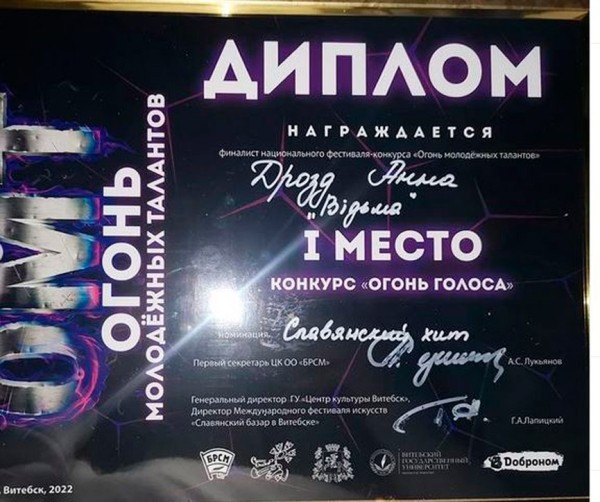 ДИПЛОМ
НАГРАЖДАЕТСЯ
финалист национального фестиваля-конкурса «Огонь молодёжных талантов»
Дрозд Анна
"Відьма"
I МЕСТО
КОНКУРС «ОГОНЬ ГОЛОСА»
номинация
Славянский хит
Первый секретарь ЦК ОО «БРСМ»
А.С. Лукьянов
Генеральный директор ГУ «Центр культуры Витебск»,
Директор Международного фестиваля искусств
«Славянский базар в Витебске»
Г.А.Лапицкий
БРСМ
ВИТЕБСКИЙ
ГОСУДАРСТВЕННЫЙ
УНИВЕРСИТЕТ
Доброном
ОМТ
ОГОНЬ
МОЛОДЁЖНЫХ ТАЛАНТОВ
Витебск, 2022